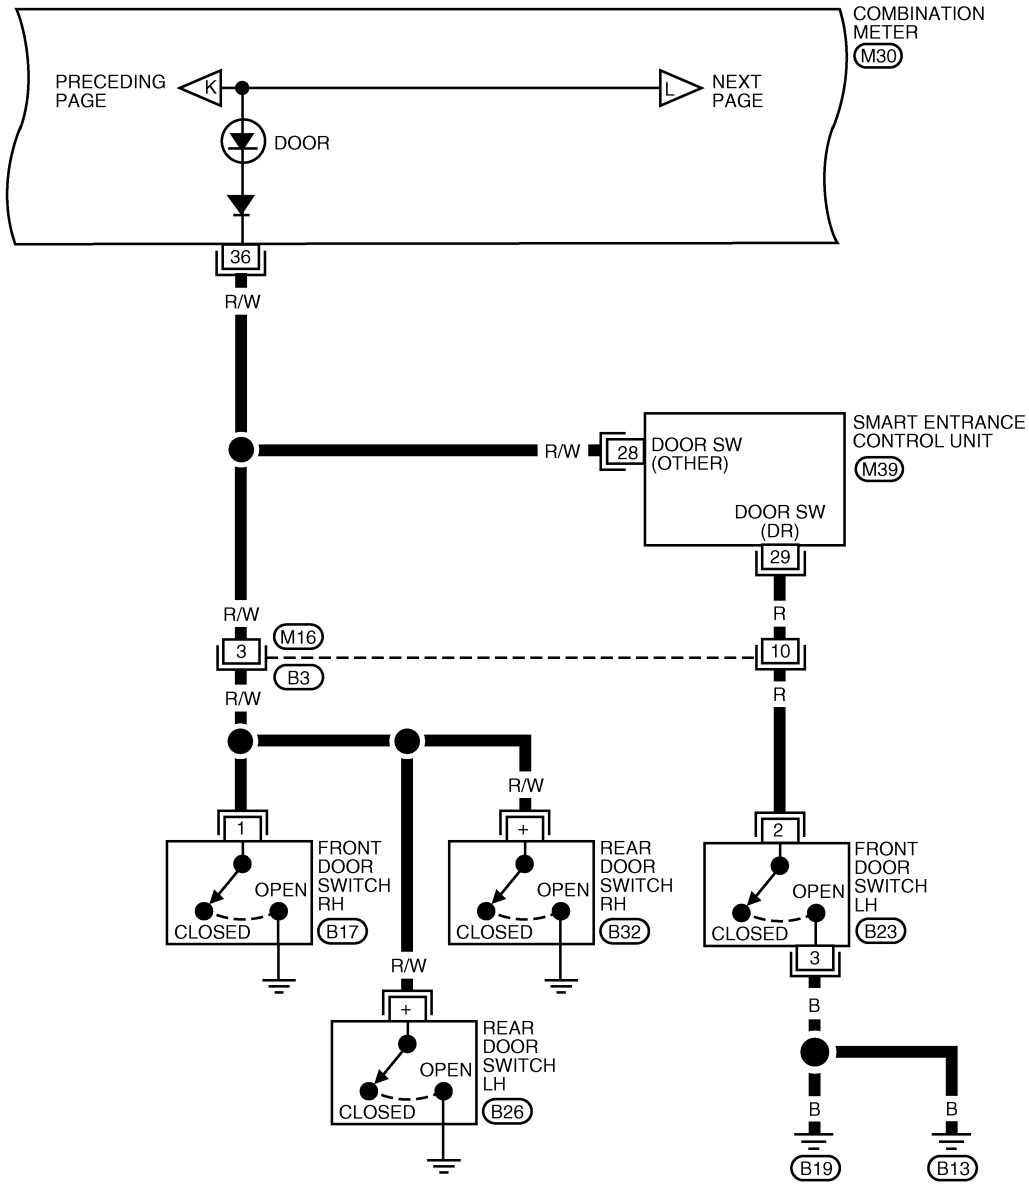 COMBINATION
METER
M30
PRECEDING
PAGE
K
L
NEXT
PAGE
DOOR
36
R/W
SMART ENTRANCE
CONTROL UNIT
M39
R/W
28
DOOR SW
(OTHER)
DOOR SW
(DR)
29
R/W
R
M16
3
10
B3
R/W
R
R/W
1
+
2
FRONT
DOOR
SWITCH
RH
B17
OPEN
CLOSED
REAR
DOOR
SWITCH
RH
B32
OPEN
CLOSED
FRONT
DOOR
SWITCH
LH
B23
OPEN
CLOSED
3
R/W
+
B
REAR
DOOR
SWITCH
LH
B26
OPEN
CLOSED
B
B
B19
B13